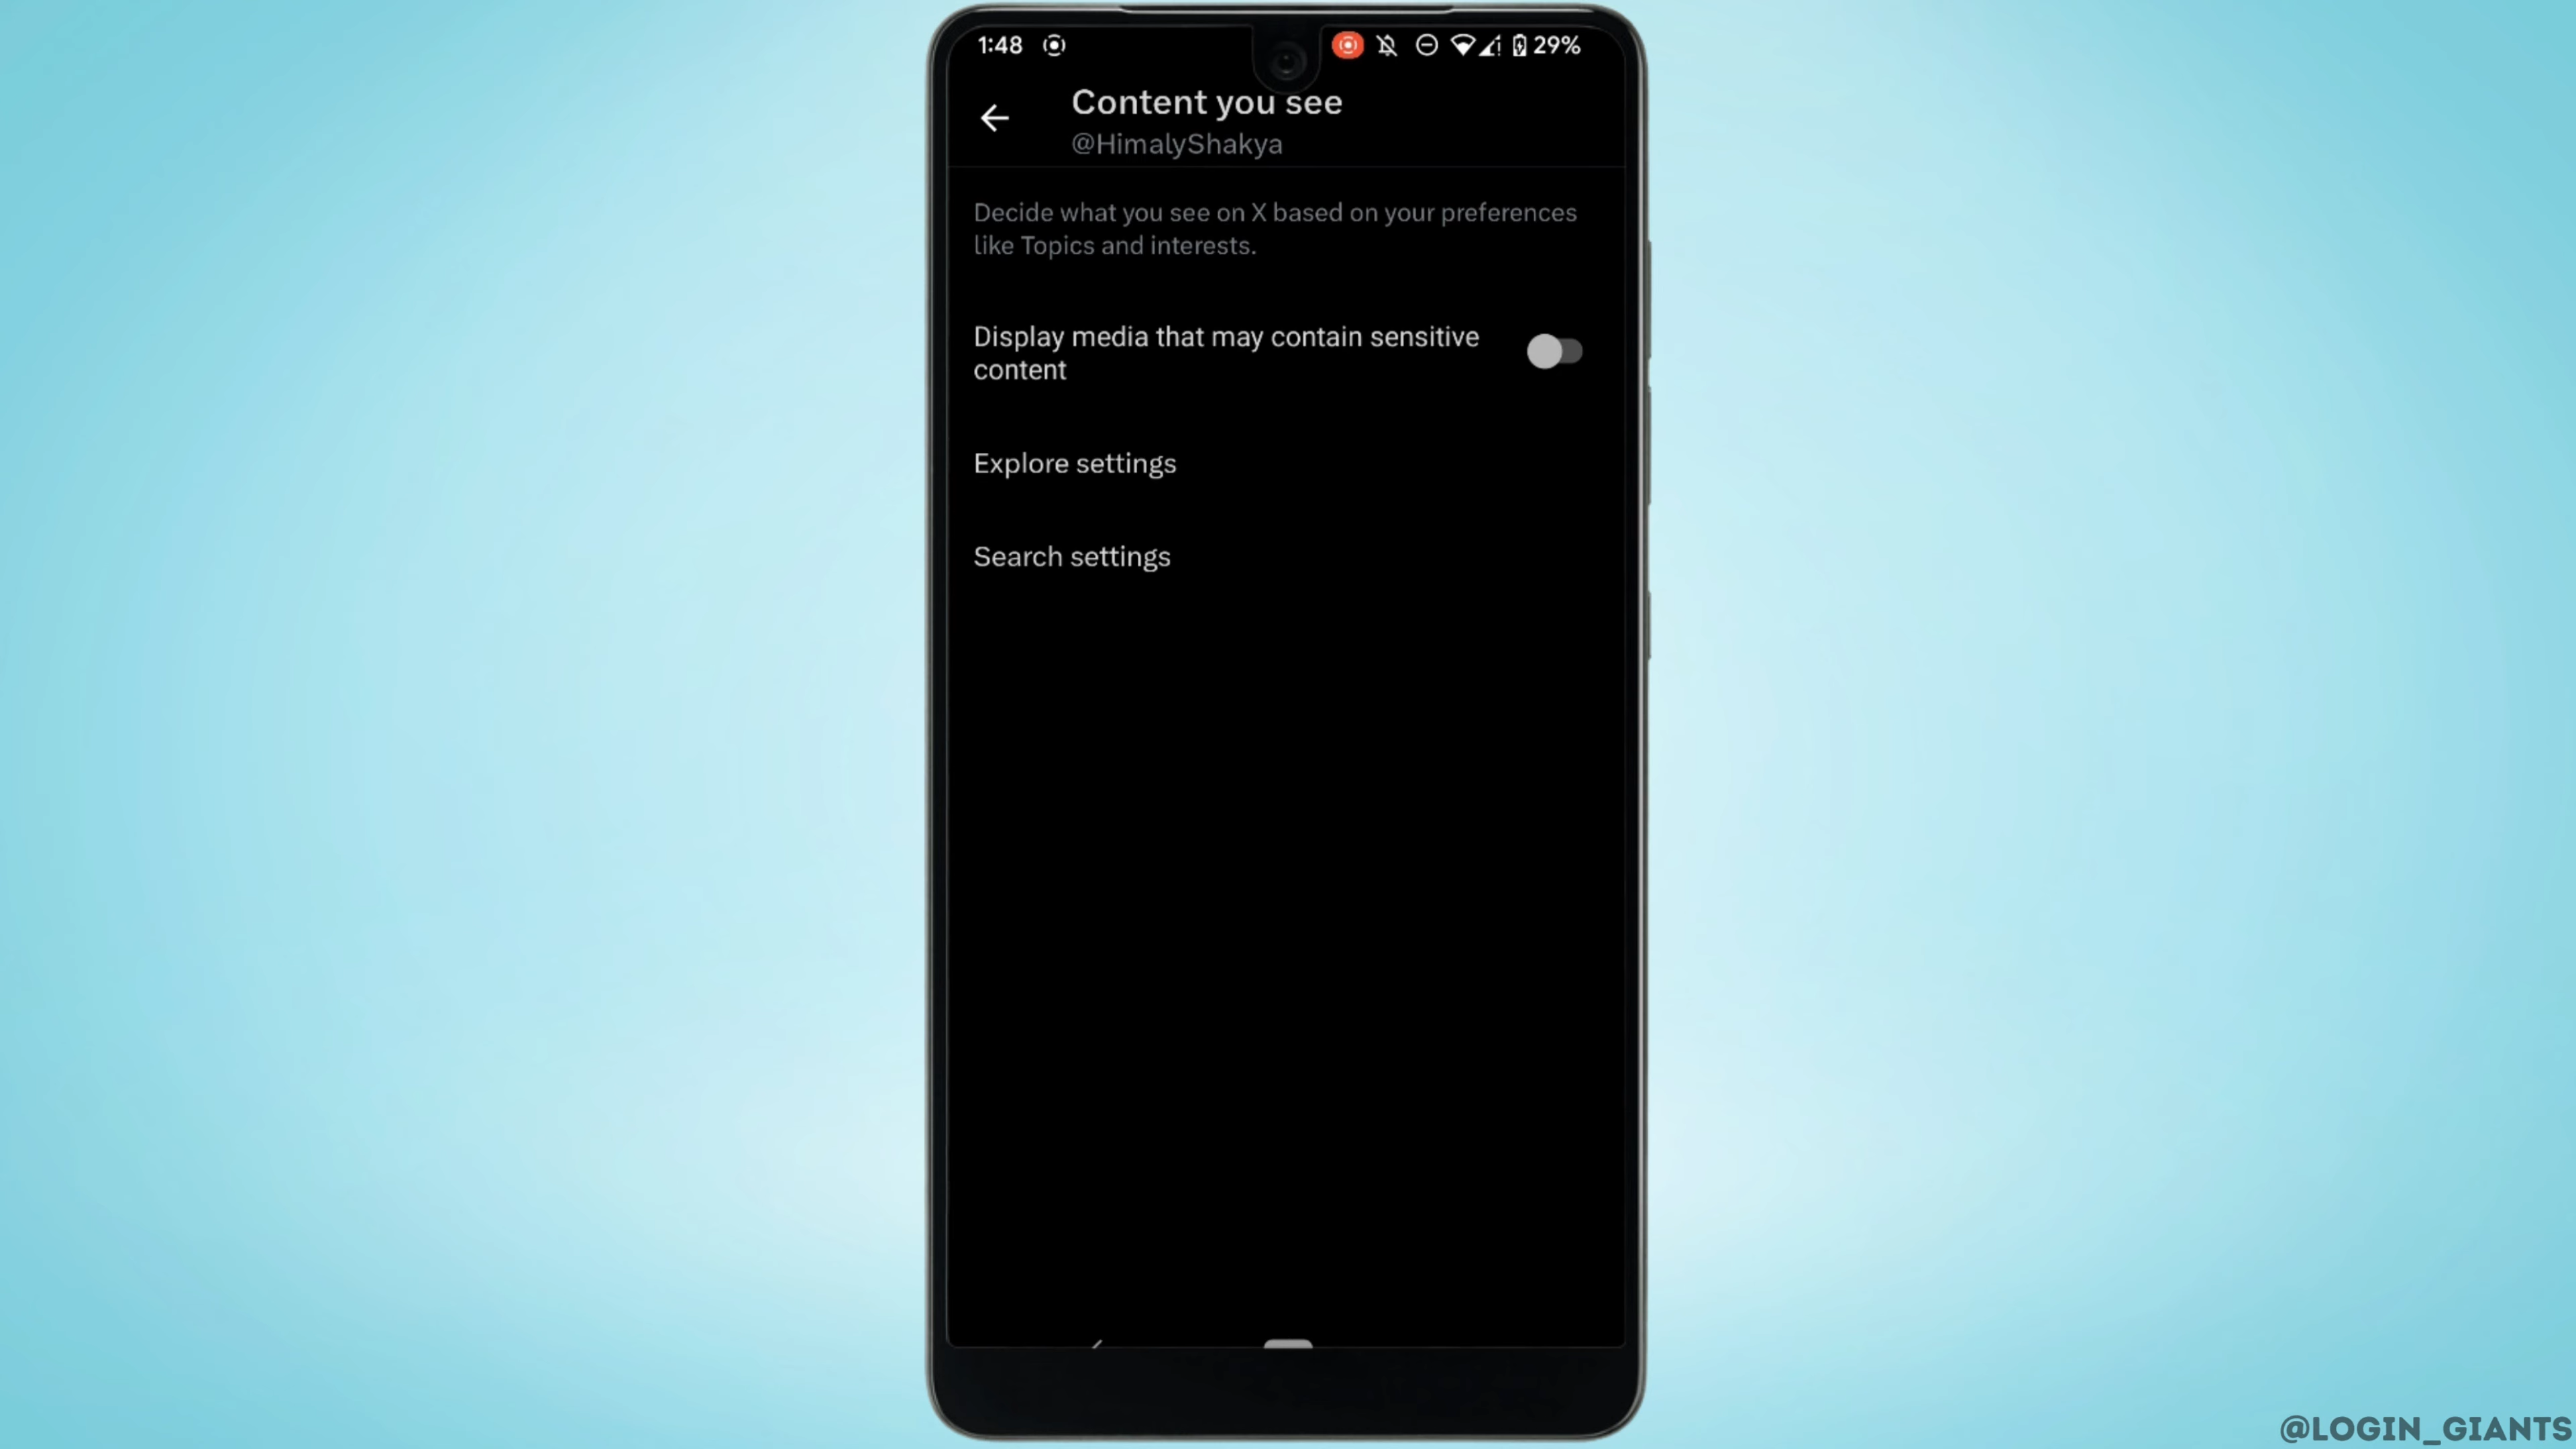 1:48
29%
Content you see
@HimalyShakya
Decide what you see on X based on your preferences
like Topics and interests.
Display media that may contain sensitive
content
Explore settings
Search settings
@LOGIN_GIANTS